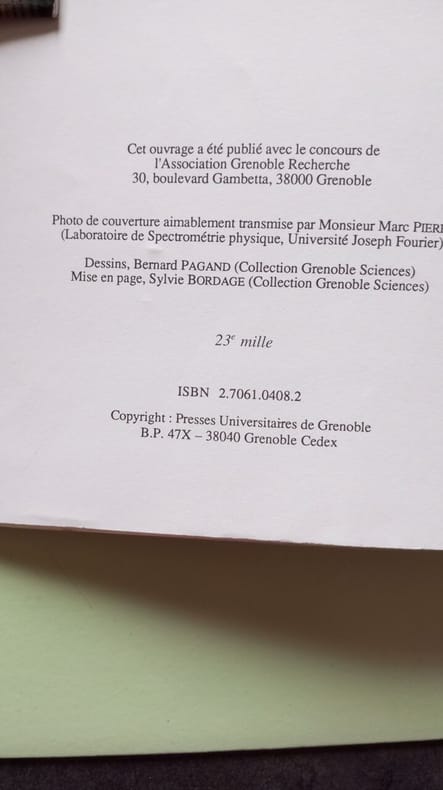 Cet ouvrage a été publié avec le concours de
l'Association Grenoble Recherche
30, boulevard Gambetta, 38000 Grenoble
Photo de couverture aimablement transmise par Monsieur Marc
(Laboratoire de Spectrométrie physique, Université Joseph Fourier)
Dessins, Bernard PAGAND (Collection Grenoble Sciences)
Mise en page, Sylvie BORDAGE (Collection Grenoble Sciences)
23e mille
ISBN 2.7061.0408.2
Copyright : Presses Universitaires de Grenoble
B.P. 47X – 38040 Grenoble Cedex